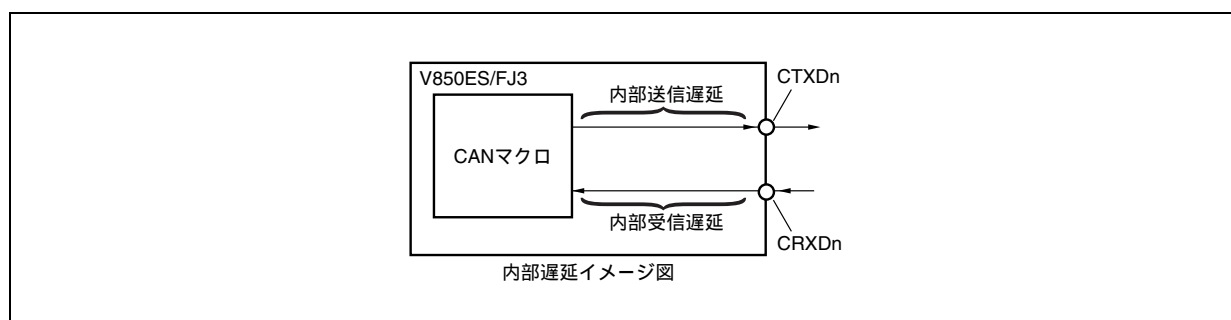 V850ES/FJ3
CTXDn
内部送信遅延
CANマクロ
内部受信遅延
CRXDn
内部遅延イメージ図